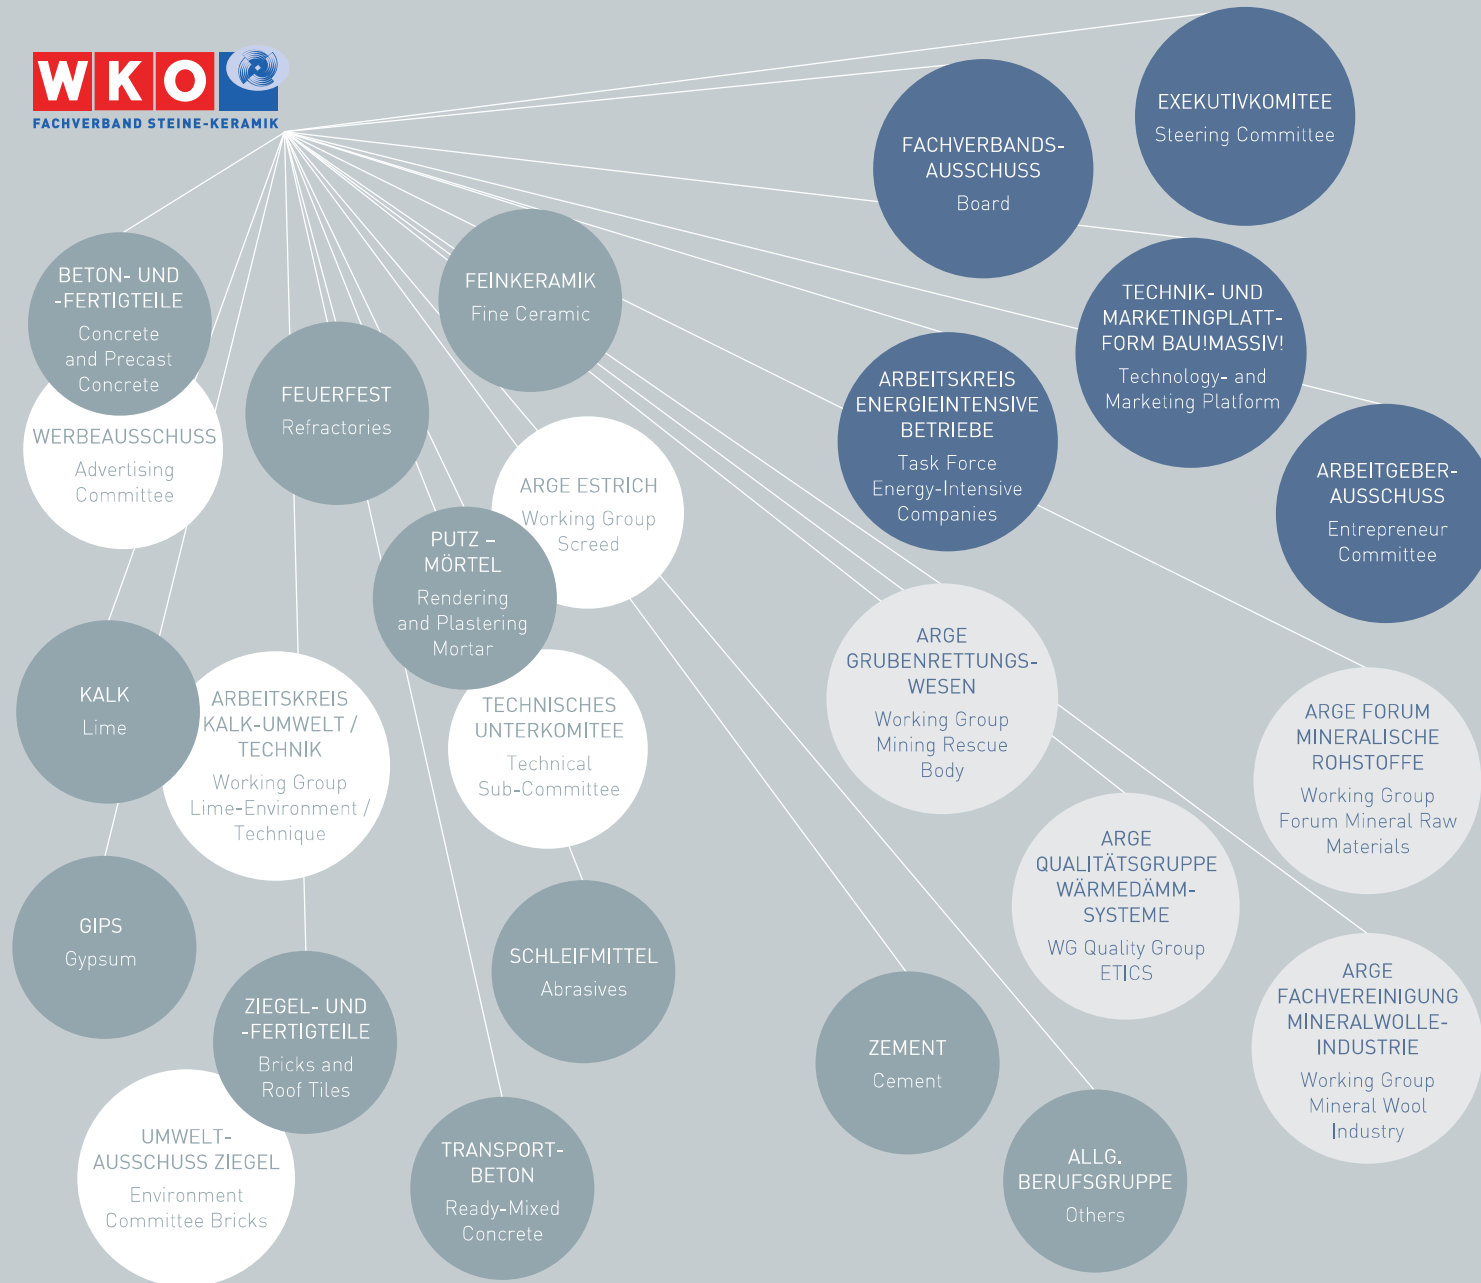 WKO
FACHVERBAND STEINE-KERAMIK
EXEKUTIVKOMITEE
Steering Committee
FACHVERBANDS-
AUSSCHUSS
Board
BETON- UND
-FERTIGTEILE
Concrete
and Precast
Concrete
WERBEAUSSCHUSS
Advertising
Committee
FEINKERAMIK
Fine Ceramic
FEUERFEST
Refractories
TECHNIK- UND
MARKETINGPLATT-
FORM BAU!MASSIV!
Technology- and
Marketing Platform
ARBEITSKREIS
ENERGIEINTENSIVE
BETRIEBE
Task Force
Energy-Intensive
Companies
ARBEITGEBER-
AUSSCHUSS
Entrepreneur
Committee
ARGE ESTRICH
Working Group
Screed
PUTZ –
MÖRTEL
Rendering
and Plastering
Mortar
KALK
Lime
ARBEITSKREIS
KALK-UMWELT /
TECHNIK
Working Group
Lime-Environment /
Technique
TECHNISCHES
UNTERKOMITEE
Technical
Sub-Committee
ARGE
GRUBENRETTUNGS-
WESEN
Working Group
Mining Rescue
Body
ARGE FORUM
MINERALISCHE
ROHSTOFFE
Working Group
Forum Mineral Raw
Materials
ARGE
QUALITÄTSGRUPPE
WÄRMEDÄMM-
SYSTEME
WG Quality Group
ETICS
GIPS
Gypsum
SCHLEIFMITTEL
Abrasives
ZIEGEL- UND
-FERTIGTEILE
Bricks and
Roof Tiles
ARGE
FACHVEREINIGUNG
MINERALWOLLE-
INDUSTRIE
Working Group
Mineral Wool
Industry
ZEMENT
Cement
UMWELT-
AUSSCHUSS ZIEGEL
Environment
Committee Bricks
TRANSPORT-
BETON
Ready-Mixed
Concrete
ALLG.
BERUFSGRUPPE
Others